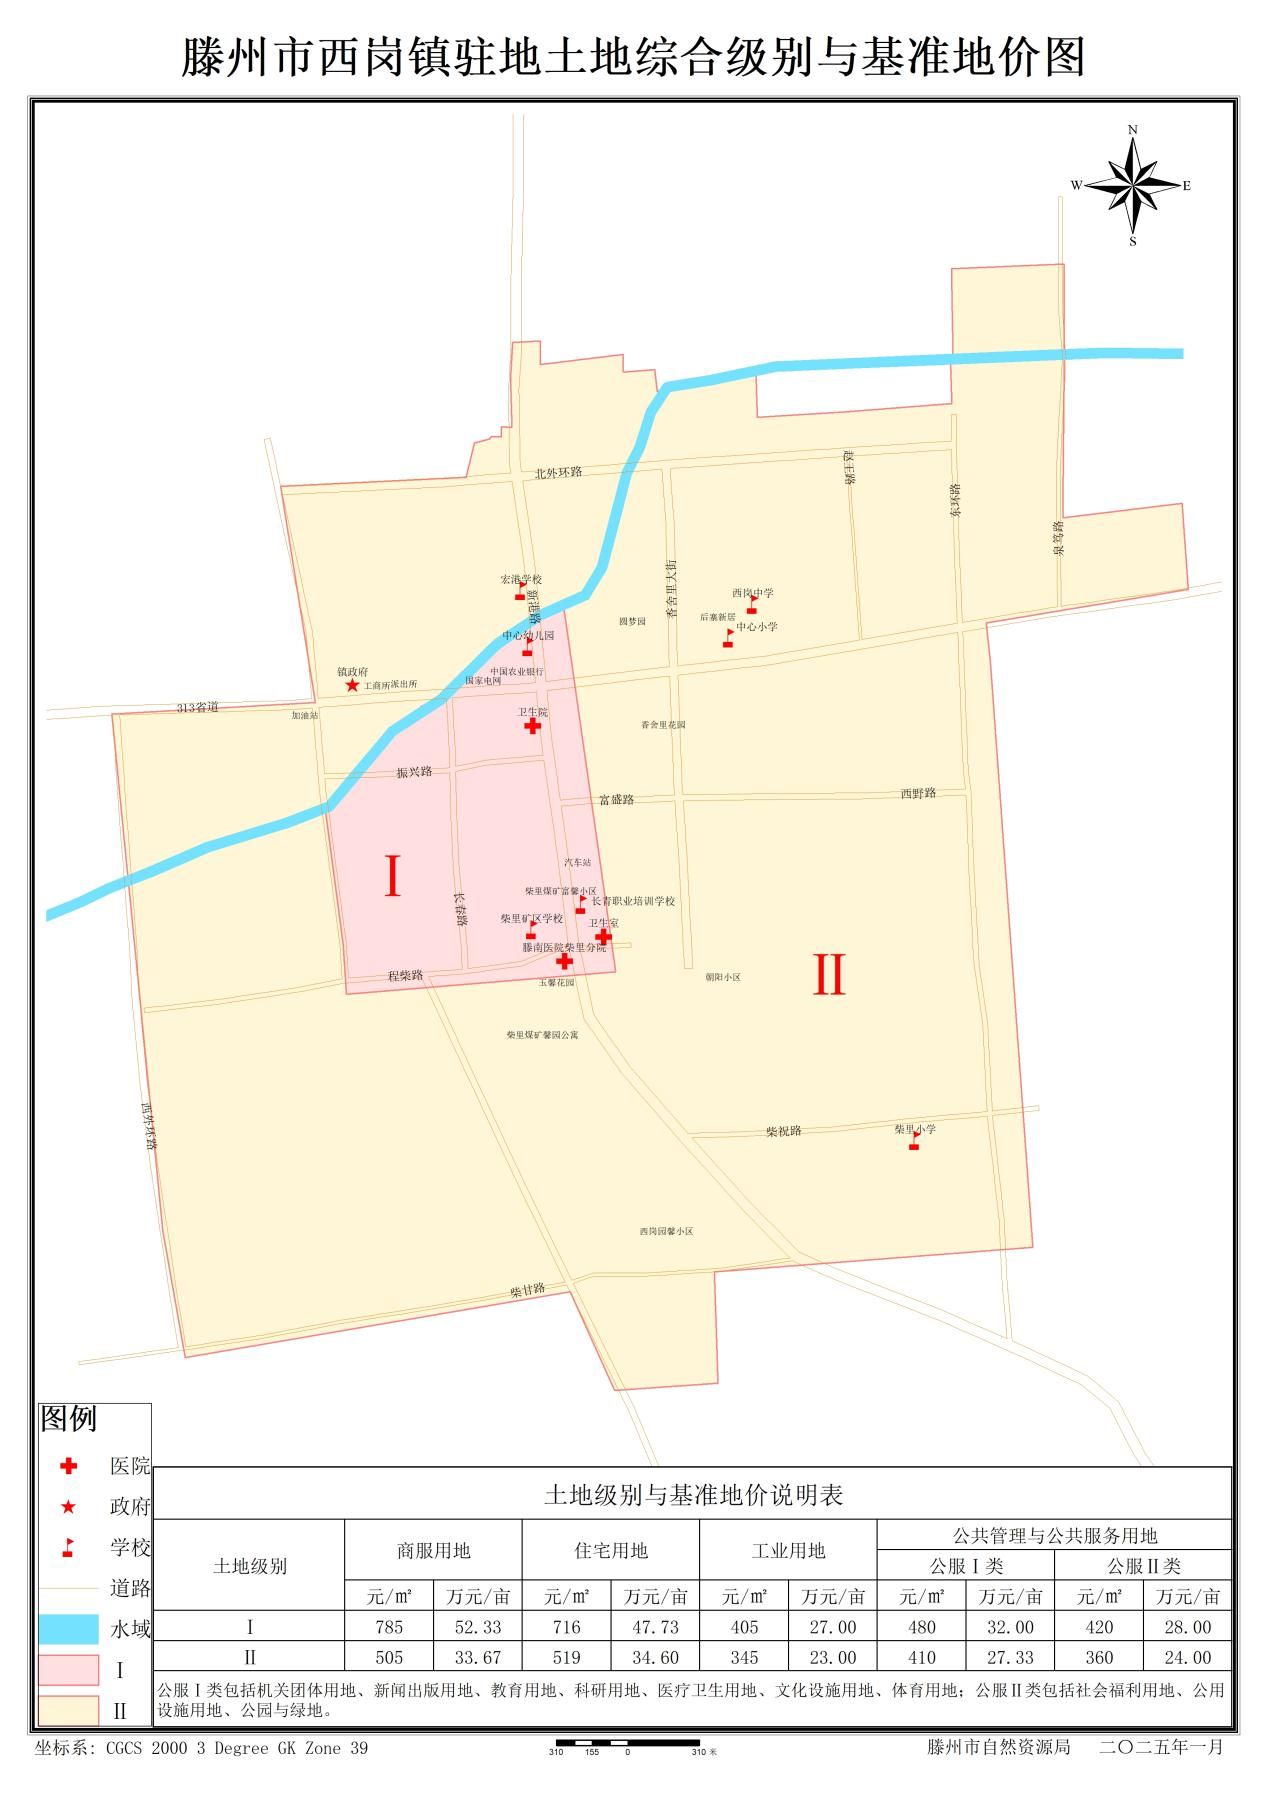 滕州市西岗镇驻地土地综合级别与基准地价图
N
W
E
S
北外环路
赵王路
东环路
泉笃路
宏港学校
新港路
香舍里大街
西岗中学
后寨新居
中心小学
圆梦园
中心幼儿园
镇政府
工商所派出所
中国农业银行
国家电网
313省道
加油站
卫生院
香舍里花园
振兴路
富盛路
西野路
I
汽车站
柴里煤矿富馨小区
长青职业培训学校
长春路
柴里矿区学校
卫生室
滕南医院柴里分院
程柴路
玉馨花园
朝阳小区
II
柴里煤矿馨园公寓
西外环路
柴祝路
柴里小学
西岗园馨小区
柴甘路
图例
医院
政府
学校
道路
水域
I
II
土地级别与基准地价说明表
土地级别 商服用地 住宅用地 工业用地 公共管理与公共服务用地
公服Ⅰ类 公服Ⅱ类
元/㎡ 万元/亩 元/㎡ 万元/亩 元/㎡ 万元/亩 元/㎡ 万元/亩 元/㎡ 万元/亩
Ⅰ 785 52.33 716 47.73 405 27.00 480 32.00 420 28.00
Ⅱ 505 33.67 519 34.60 345 23.00 410 27.33 360 24.00
公服Ⅰ类包括机关团体用地、新闻出版用地、教育用地、科研用地、医疗卫生用地、文化设施用地、体育用地；公服Ⅱ类包括社会福利用地、公用
设施用地、公园与绿地。
坐标系: CGCS 2000 3 Degree GK Zone 39
310 155 0 310 米
滕州市自然资源局 二〇二五年一月